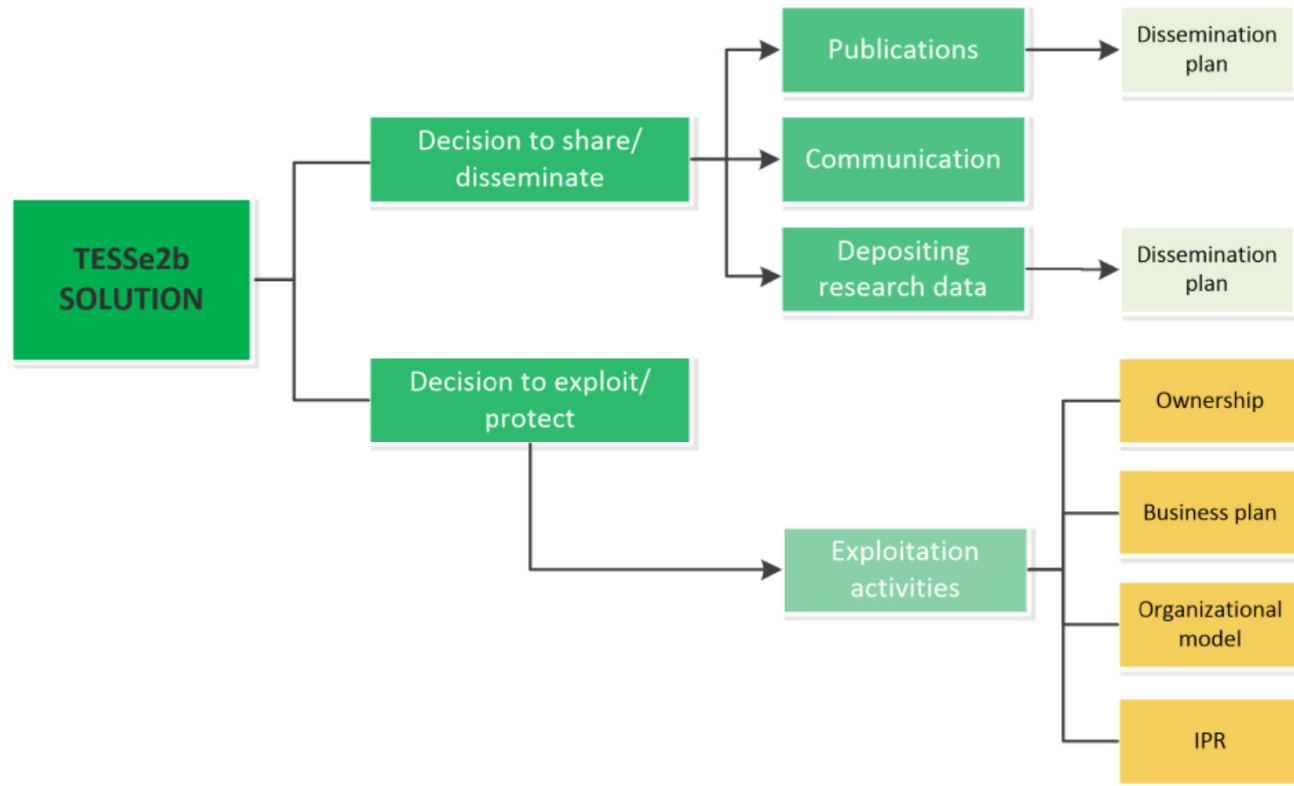 Publications
Dissemination
plan
Decision to share/
disseminate
Communication
TESSe2b
SOLUTION
Depositing
research data
Dissemination
plan
Decision to exploit/
protect
Ownership
Business plan
Exploitation
activities
Organizational
model
IPR